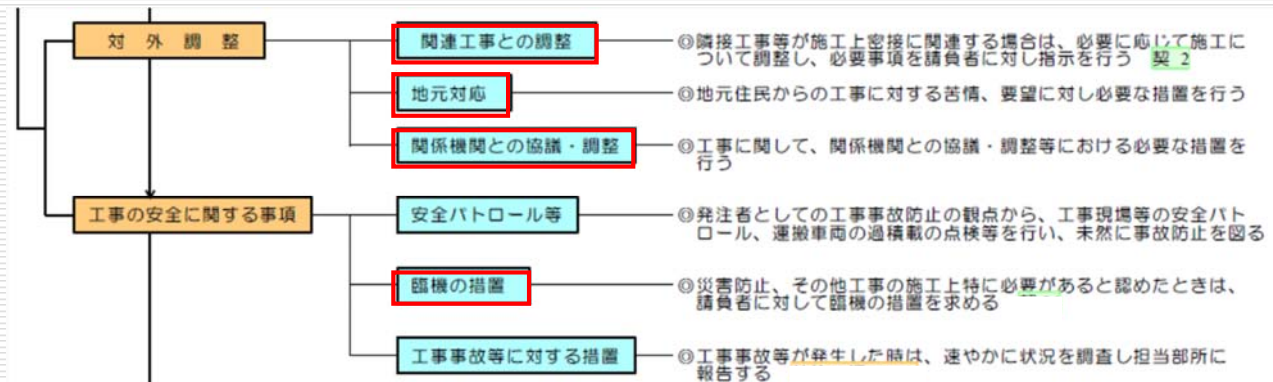 対外調整
関連工事との調整
◎隣接工事等が施工上密接に関連する場合は、必要に応じて施工に
ついて調整し、必要事項を請負者に対し指示を行う 契 2
地元対応
◎地元住民からの工事に対する苦情、要望に対し必要な措置を行う
関係機関との協議・調整
◎工事に関して、関係機関との協議・調整等における必要な措置を
行う
工事の安全に関する事項
安全パトロール等
◎発注者としての工事事故防止の観点から、工事現場等の安全パト
ロール、運搬車両の過積載の点検等を行い、未然に事故防止を図る
臨機の措置
◎災害防止、その他工事の施工上特に必要があると認めたときは、
請負者に対して臨機の措置を求める
工事事故等に対する措置
◎工事事故等が発生した時は、速やかに状況を調査し担当部所に
報告する